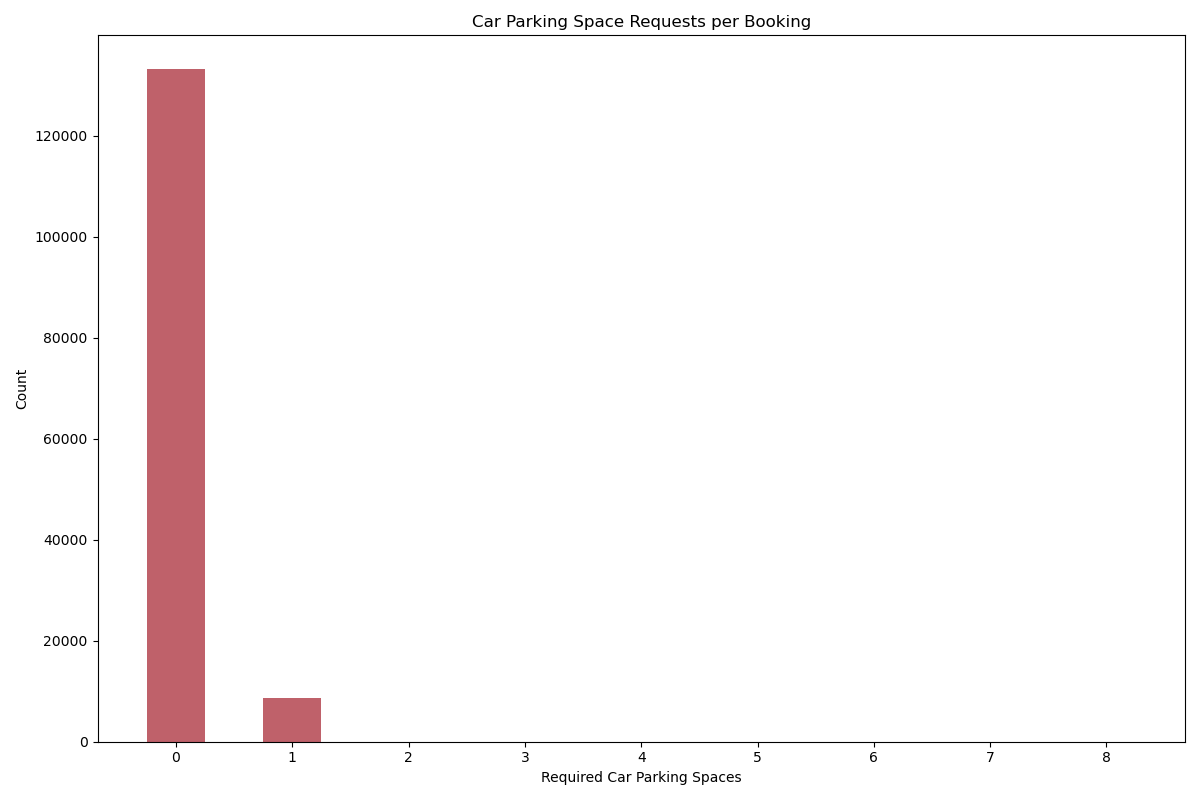 Car Parking Space Requests per Booking
120000
100000
80000
60000
40000
20000
0
Count
0 1 2 3 4 5 6 7 8
Required Car Parking Spaces